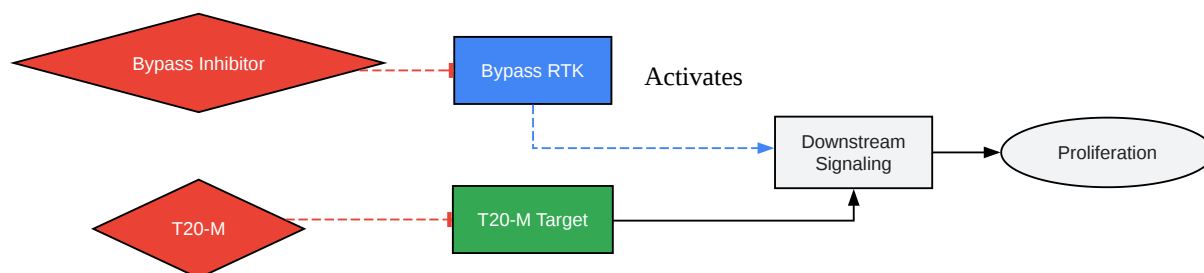 Bypass Inhibitor
Bypass RTK
Activates
Downstream
Signaling
Proliferation
T20-M
T20-M Target